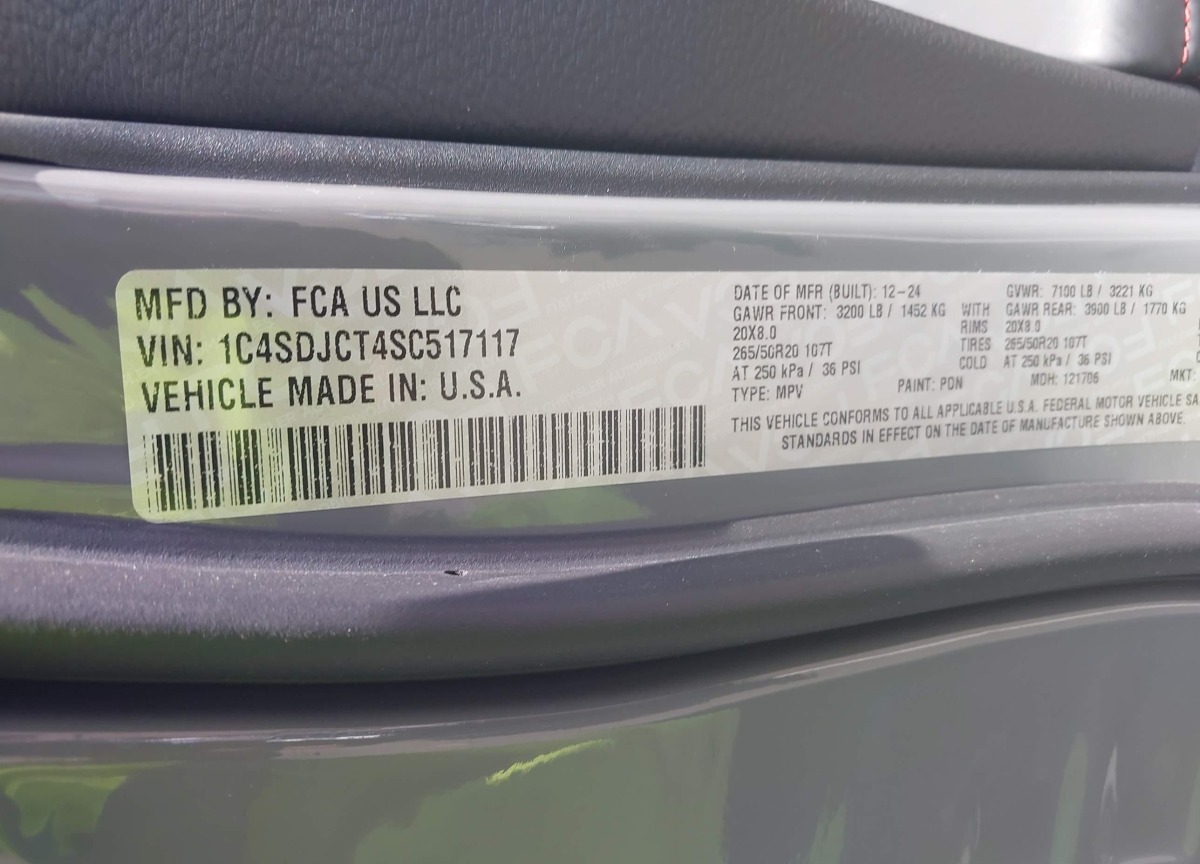 MFD BY: FCA US LLC
VIN: 1C4SDJCT4SC517117
VEHICLE MADE IN: U.S.A.
DATE OF MFR (BUILT): 12-24 GVWR: 7100 LB / 3221 KG
GAWR FRONT: 3200 LB / 1452 KG WITH GAWR REAR: 3900 LB / 1770 KG
20X8.0 RIMS 20X8.0
265/50R20 107T TIRES 265/50R20 107T
AT 250 kPa / 36 PSI COLD AT 250 kPa / 36 PSI
TYPE: MPV PAINT: PDN MDH: 121706 MKT:
THIS VEHICLE CONFORMS TO ALL APPLICABLE U.S.A. FEDERAL MOTOR VEHICLE SA
STANDARDS IN EFFECT ON THE DATE OF MANUFACTURE SHOWN ABOVE.